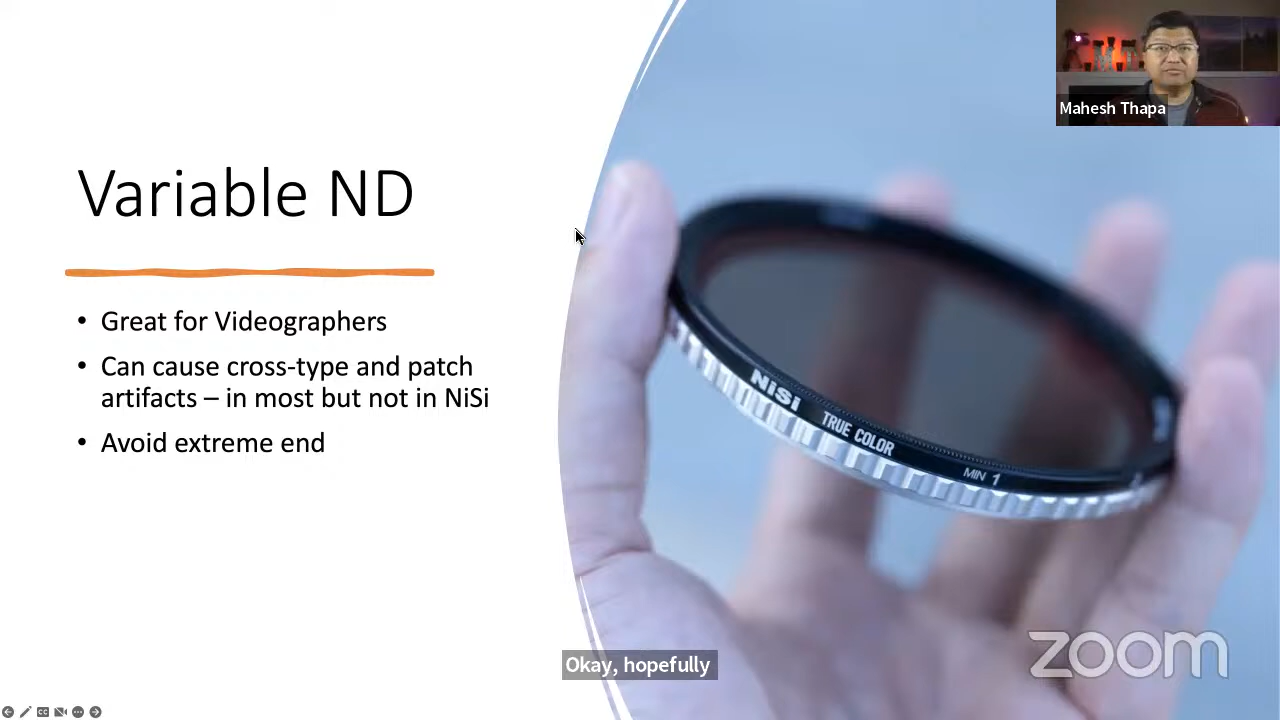 Mahesh Thapa
Variable ND
• Great for Videographers
• Can cause cross-type and patch
artifacts – in most but not in NiSi
• Avoid extreme end
NiSi TRUE COLOR MIN 1
Okay, hopefully
zoom